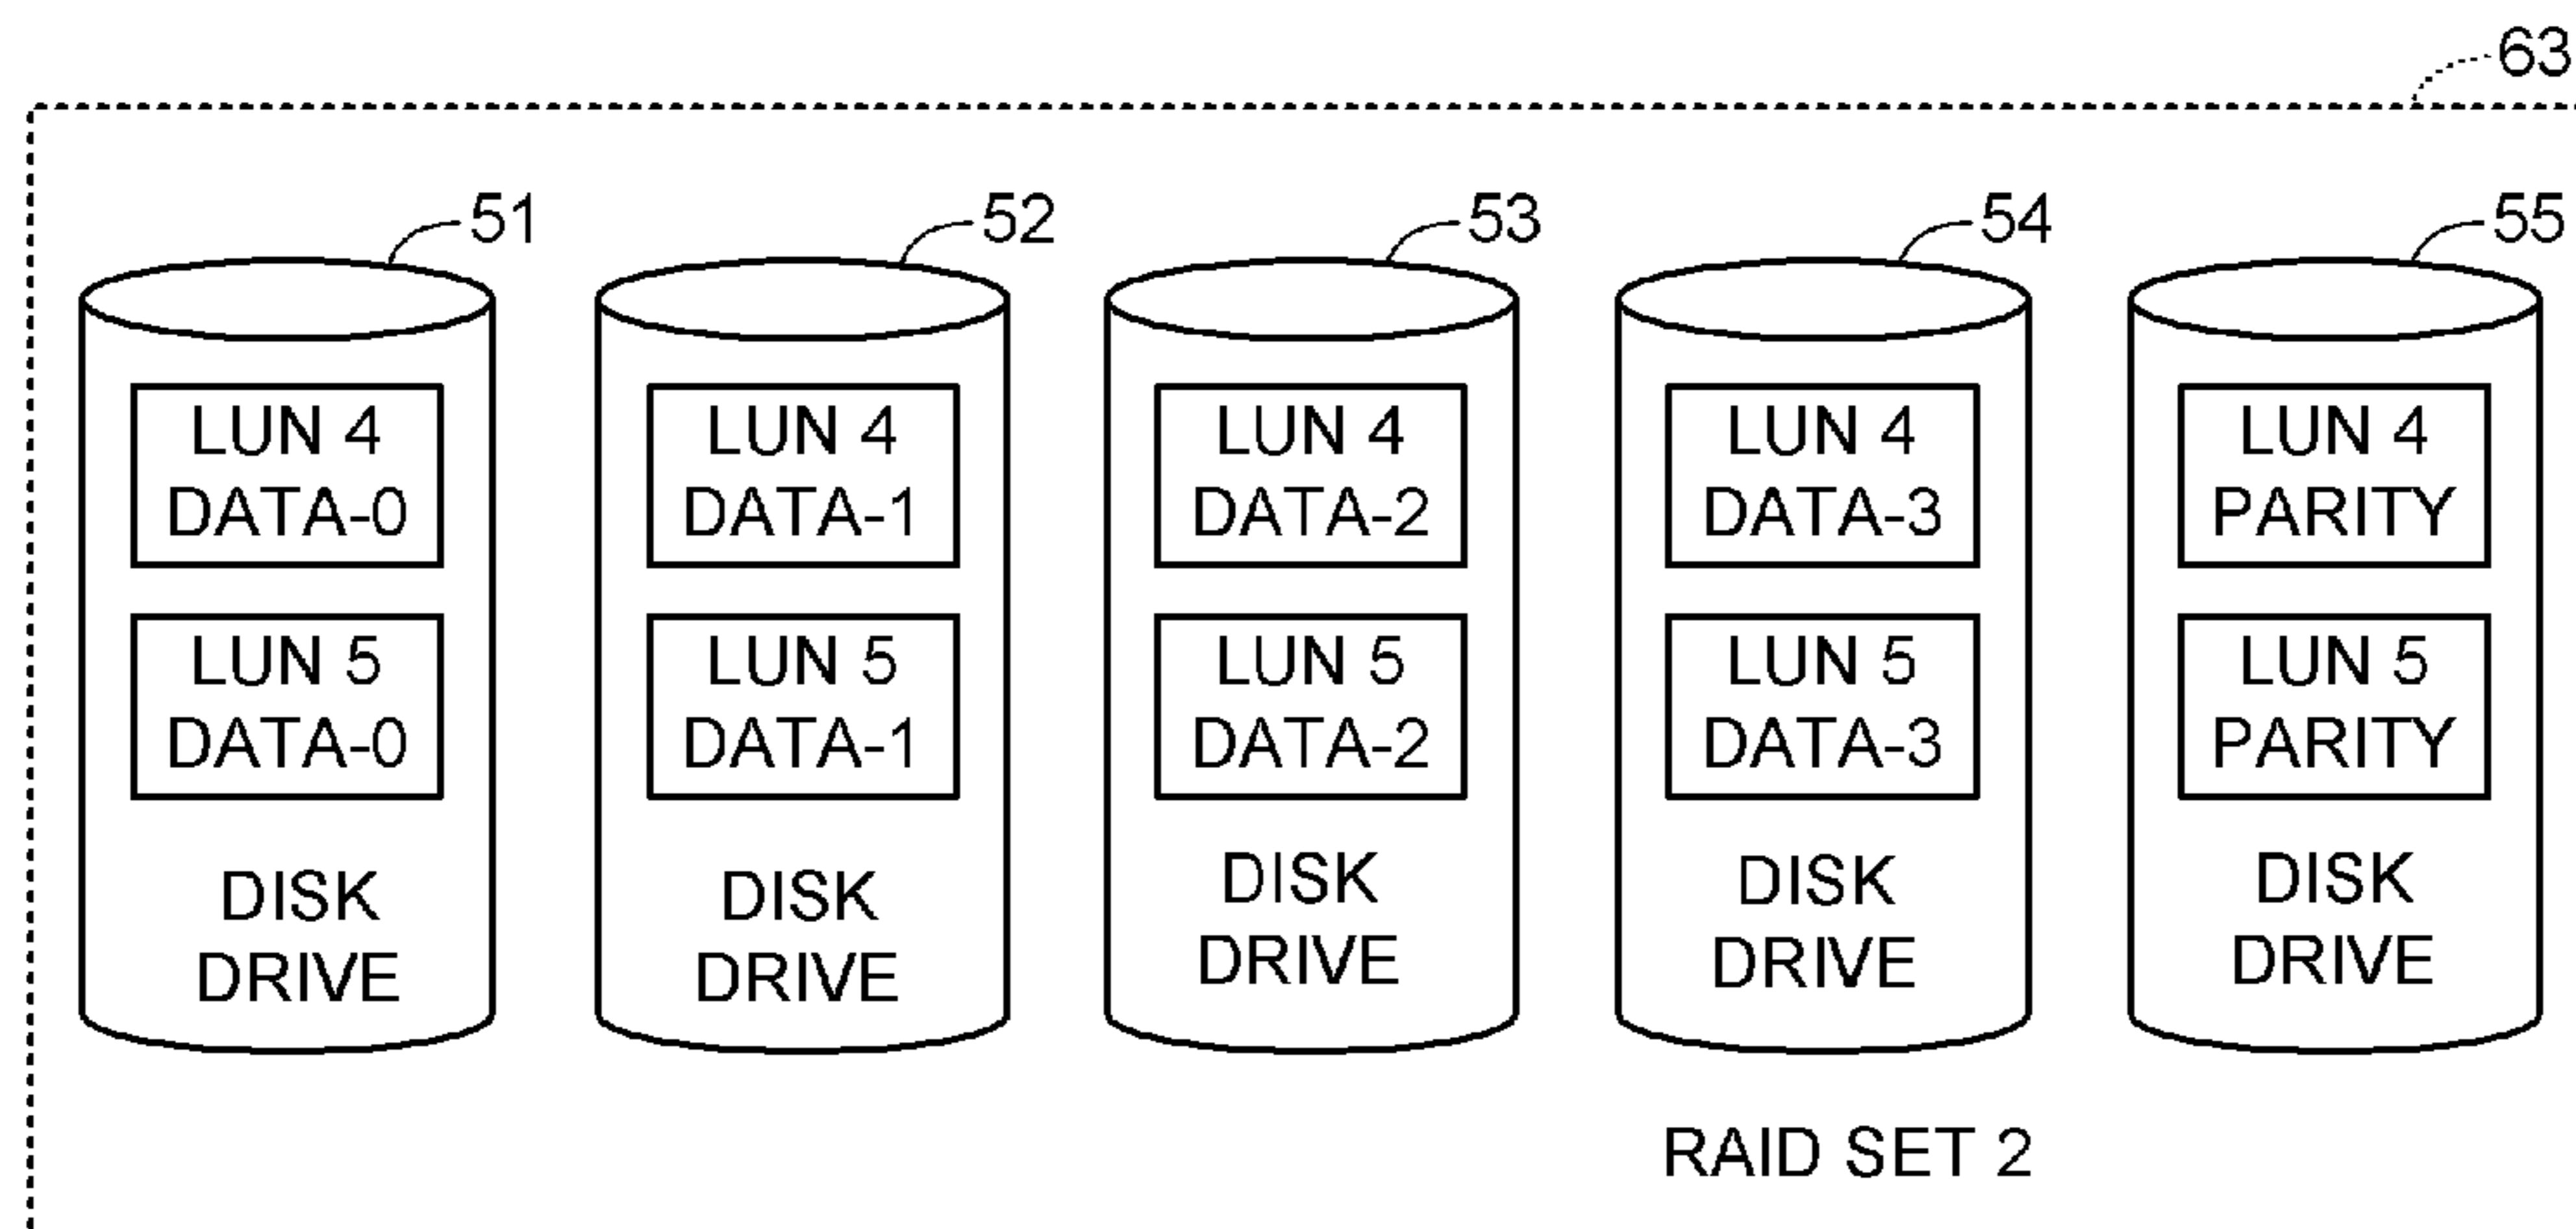 63
51
52
53
54
55
LUN 4
DATA-0
LUN 4
DATA-1
LUN 4
DATA-2
LUN 4
DATA-3
LUN 4
PARITY
LUN 5
DATA-0
LUN 5
DATA-1
LUN 5
DATA-2
LUN 5
DATA-3
LUN 5
PARITY
DISK
DRIVE
DISK
DRIVE
DISK
DRIVE
DISK
DRIVE
DISK
DRIVE
RAID SET 2